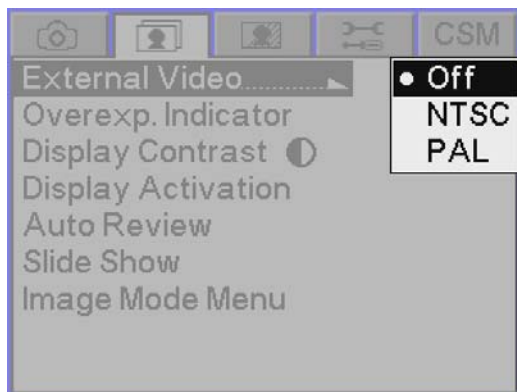 CSM
External Video............
Overexp. Indicator
Display Contrast
Display Activation
Auto Review
Slide Show
Image Mode Menu
Off
NTSC
PAL